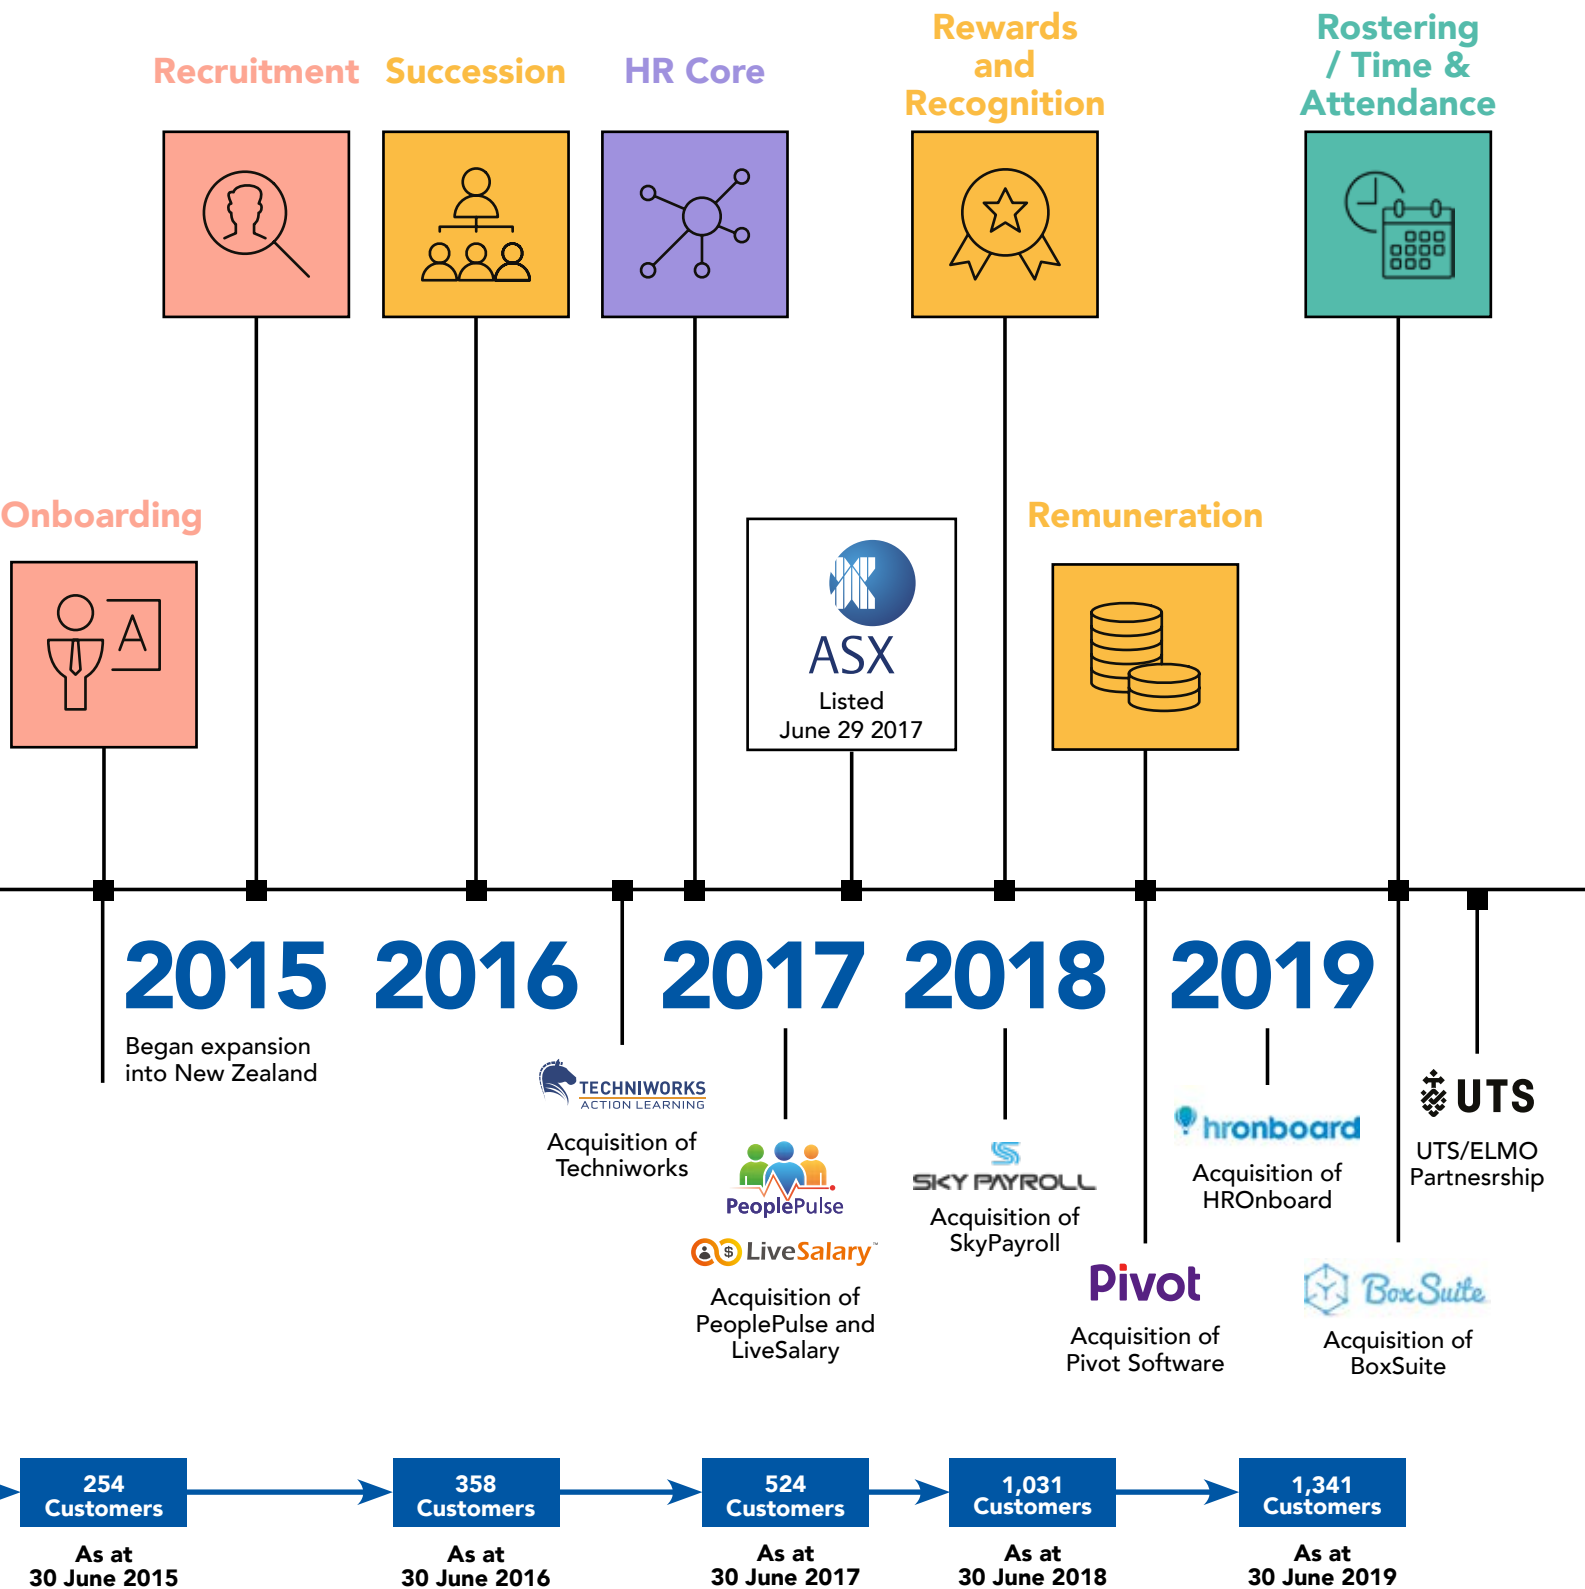 Recruitment
Succession
HR Core
Rewards
and
Recognition
Rostering
/ Time &
Attendance
Onboarding
A
ASX
Listed
June 29 2017
Remuneration
2015
2016
2017
2018
2019
Began expansion
into New Zealand
TECHNIWORKS
ACTION LEARNING
Acquisition of
Techniworks
PeoplePulse
$ LiveSalary™
Acquisition of
PeoplePulse and
LiveSalary
SKY PAYROLL
Acquisition of
SkyPayroll
Pivot
Acquisition of
Pivot Software
hronboard
Acquisition of
HROnboard
BoxSuite
Acquisition of
BoxSuite
UTS
UTS/ELMO
Partnesrship
254
Customers
As at
30 June 2015
358
Customers
As at
30 June 2016
524
Customers
As at
30 June 2017
1,031
Customers
As at
30 June 2018
1,341
Customers
As at
30 June 2019